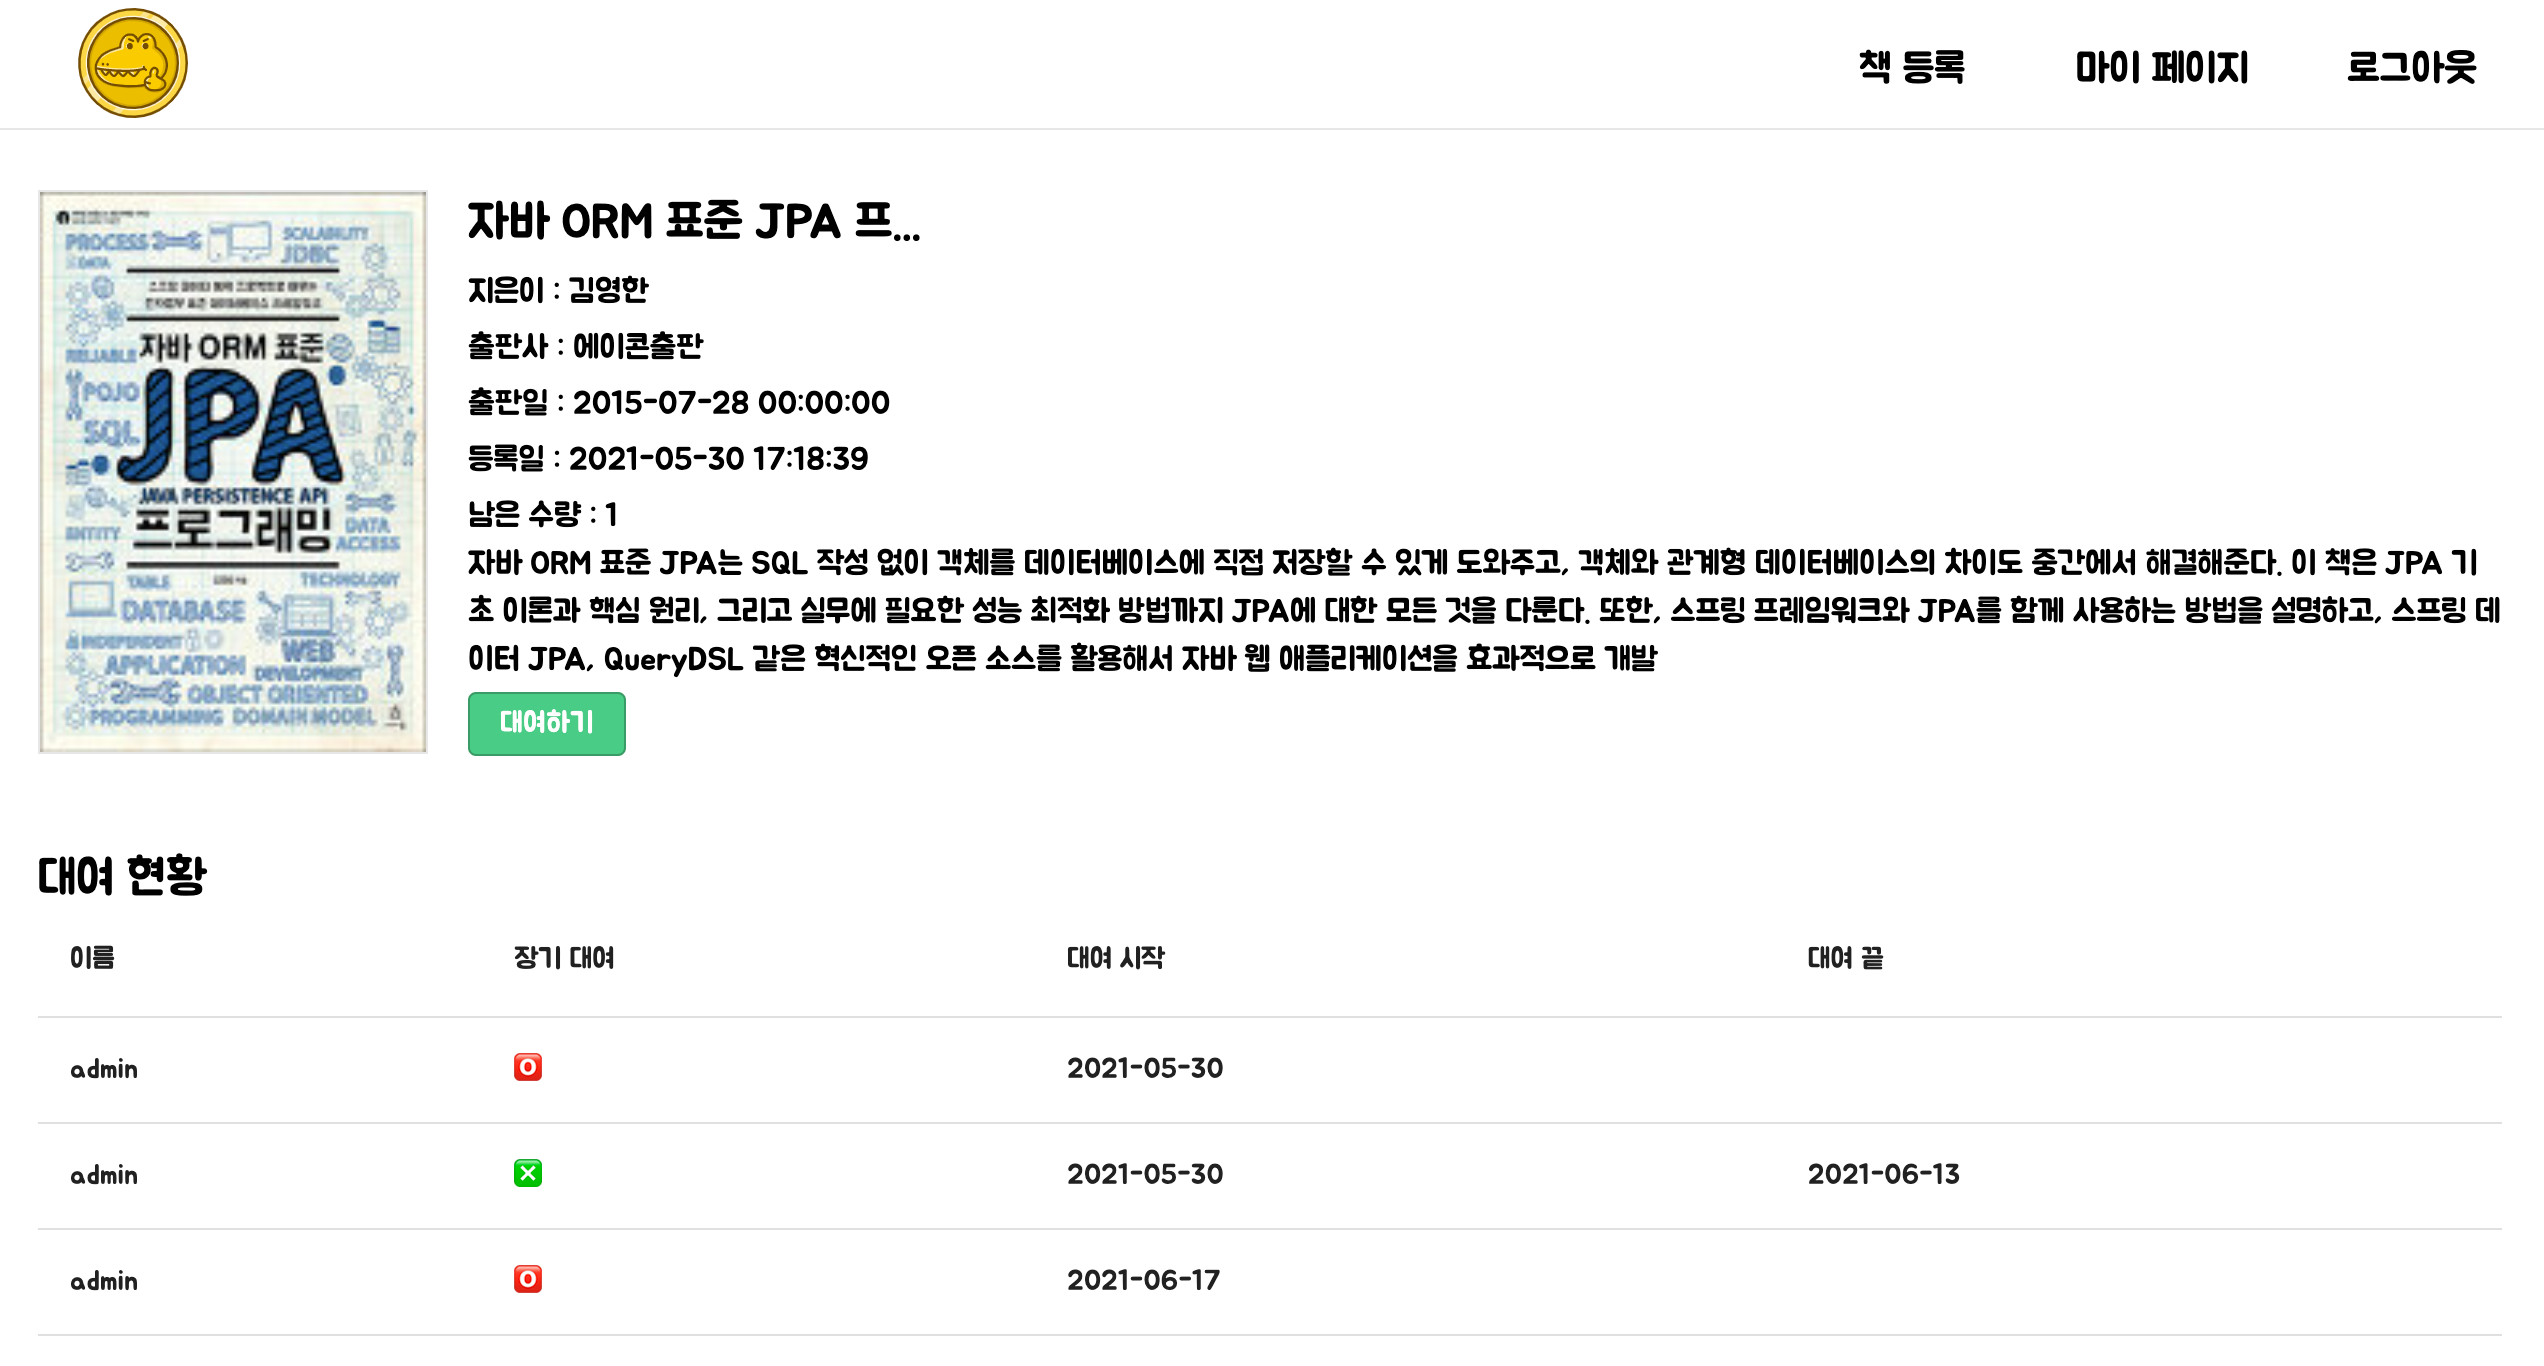 책 등록 마이 페이지 로그아웃
PROCESS
SCALABILITY
JDBC
DATA
자바 ORM 표준
RELIABLE
JPA
POJO
SQL
JAVA PERSISTENCE API
프로그래밍
ENTITY
DATA
ACCESS
TABLE
TECHNOLOGY
DATABASE
INDEPENDENT
WEB
APPLICATION
DEVELOPMENT
OBJECT ORIENTED
PROGRAMMING DOMAIN MODEL
자바 ORM 표준 JPA 프...
지은이 : 김영한
출판사 : 에이콘출판
출판일 : 2015-07-28 00:00:00
등록일 : 2021-05-30 17:18:39
남은 수량 : 1
자바 ORM 표준 JPA는 SQL 작성 없이 객체를 데이터베이스에 직접 저장할 수 있게 도와주고, 객체와 관계형 데이터베이스의 차이도 중간에서 해결해준다. 이 책은 JPA 기
초 이론과 핵심 원리, 그리고 실무에 필요한 성능 최적화 방법까지 JPA에 대한 모든 것을 다룬다. 또한, 스프링 프레임워크와 JPA를 함께 사용하는 방법을 설명하고, 스프링 데
이터 JPA, QueryDSL 같은 혁신적인 오픈 소스를 활용해서 자바 웹 애플리케이션을 효과적으로 개발
대여하기
대여 현황
이름 장기 대여 대여 시작 대여 끝
admin O 2021-05-30
admin X 2021-05-30 2021-06-13
admin O 2021-06-17